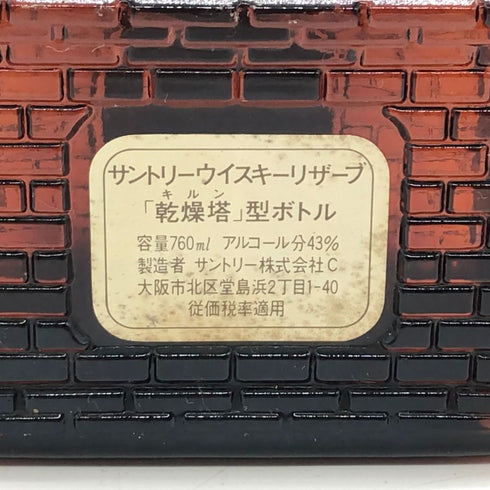 サントリーウイスキーリザーブ
キルン
「乾燥塔」型ボトル
容量760ml アルコール分43%
製造者 サントリー株式会社C
大阪市北区堂島浜2丁目1-40
従価税率適用